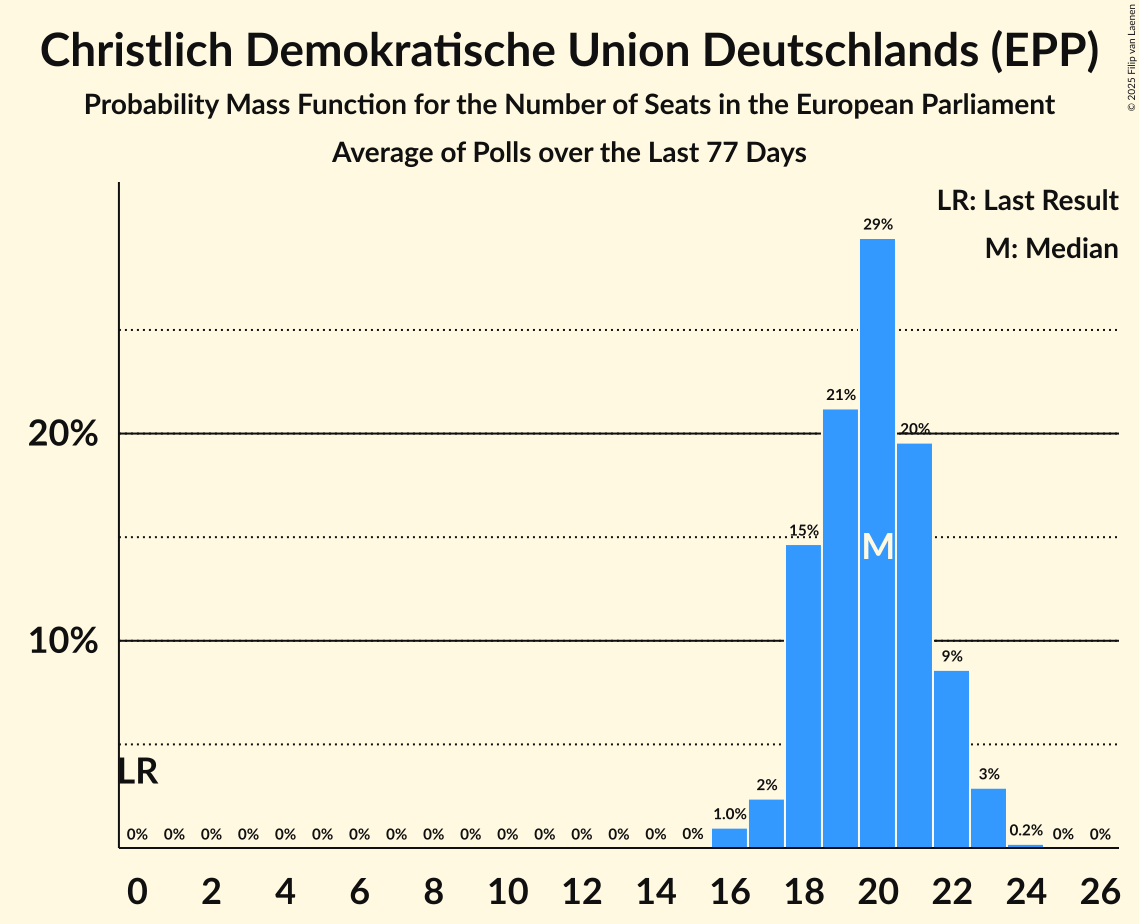 Christlich Demokratische Union Deutschlands (EPP)
Probability Mass Function for the Number of Seats in the European Parliament
Average of Polls over the Last 77 Days
© 2025 Filip van Laenen
LR: Last Result
M: Median
29%
21%
20%
20%
15%
M
10%
9%
LR
3%
2%
1.0%
0.2%
0% 0% 0% 0% 0% 0% 0% 0% 0% 0% 0% 0% 0% 0% 0% 0% 0% 0%
0 2 4 6 8 10 12 14 16 18 20 22 24 26